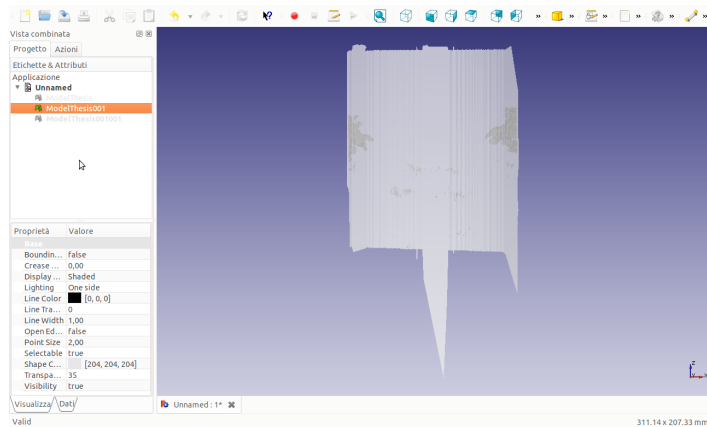 Vista combinata
Progetto Azioni
Etichette & Attributi
Applicazione
Unnamed
ModelThesis
ModelThesis001
ModelThesis001001
Proprietà Valore
Base
Boundin... false
Crease ... 0,00
Display ... Shaded
Lighting One side
Line Color [0, 0, 0]
Line Tra... 0
Line Width 1,00
Open Ed... false
Point Size 2,00
Selectable true
Shape C... [204, 204, 204]
Transpa... 35
Visibility true
Visualizza Dati
Unnamed : 1*
Valid
311.14 x 207.33 mm
z
x